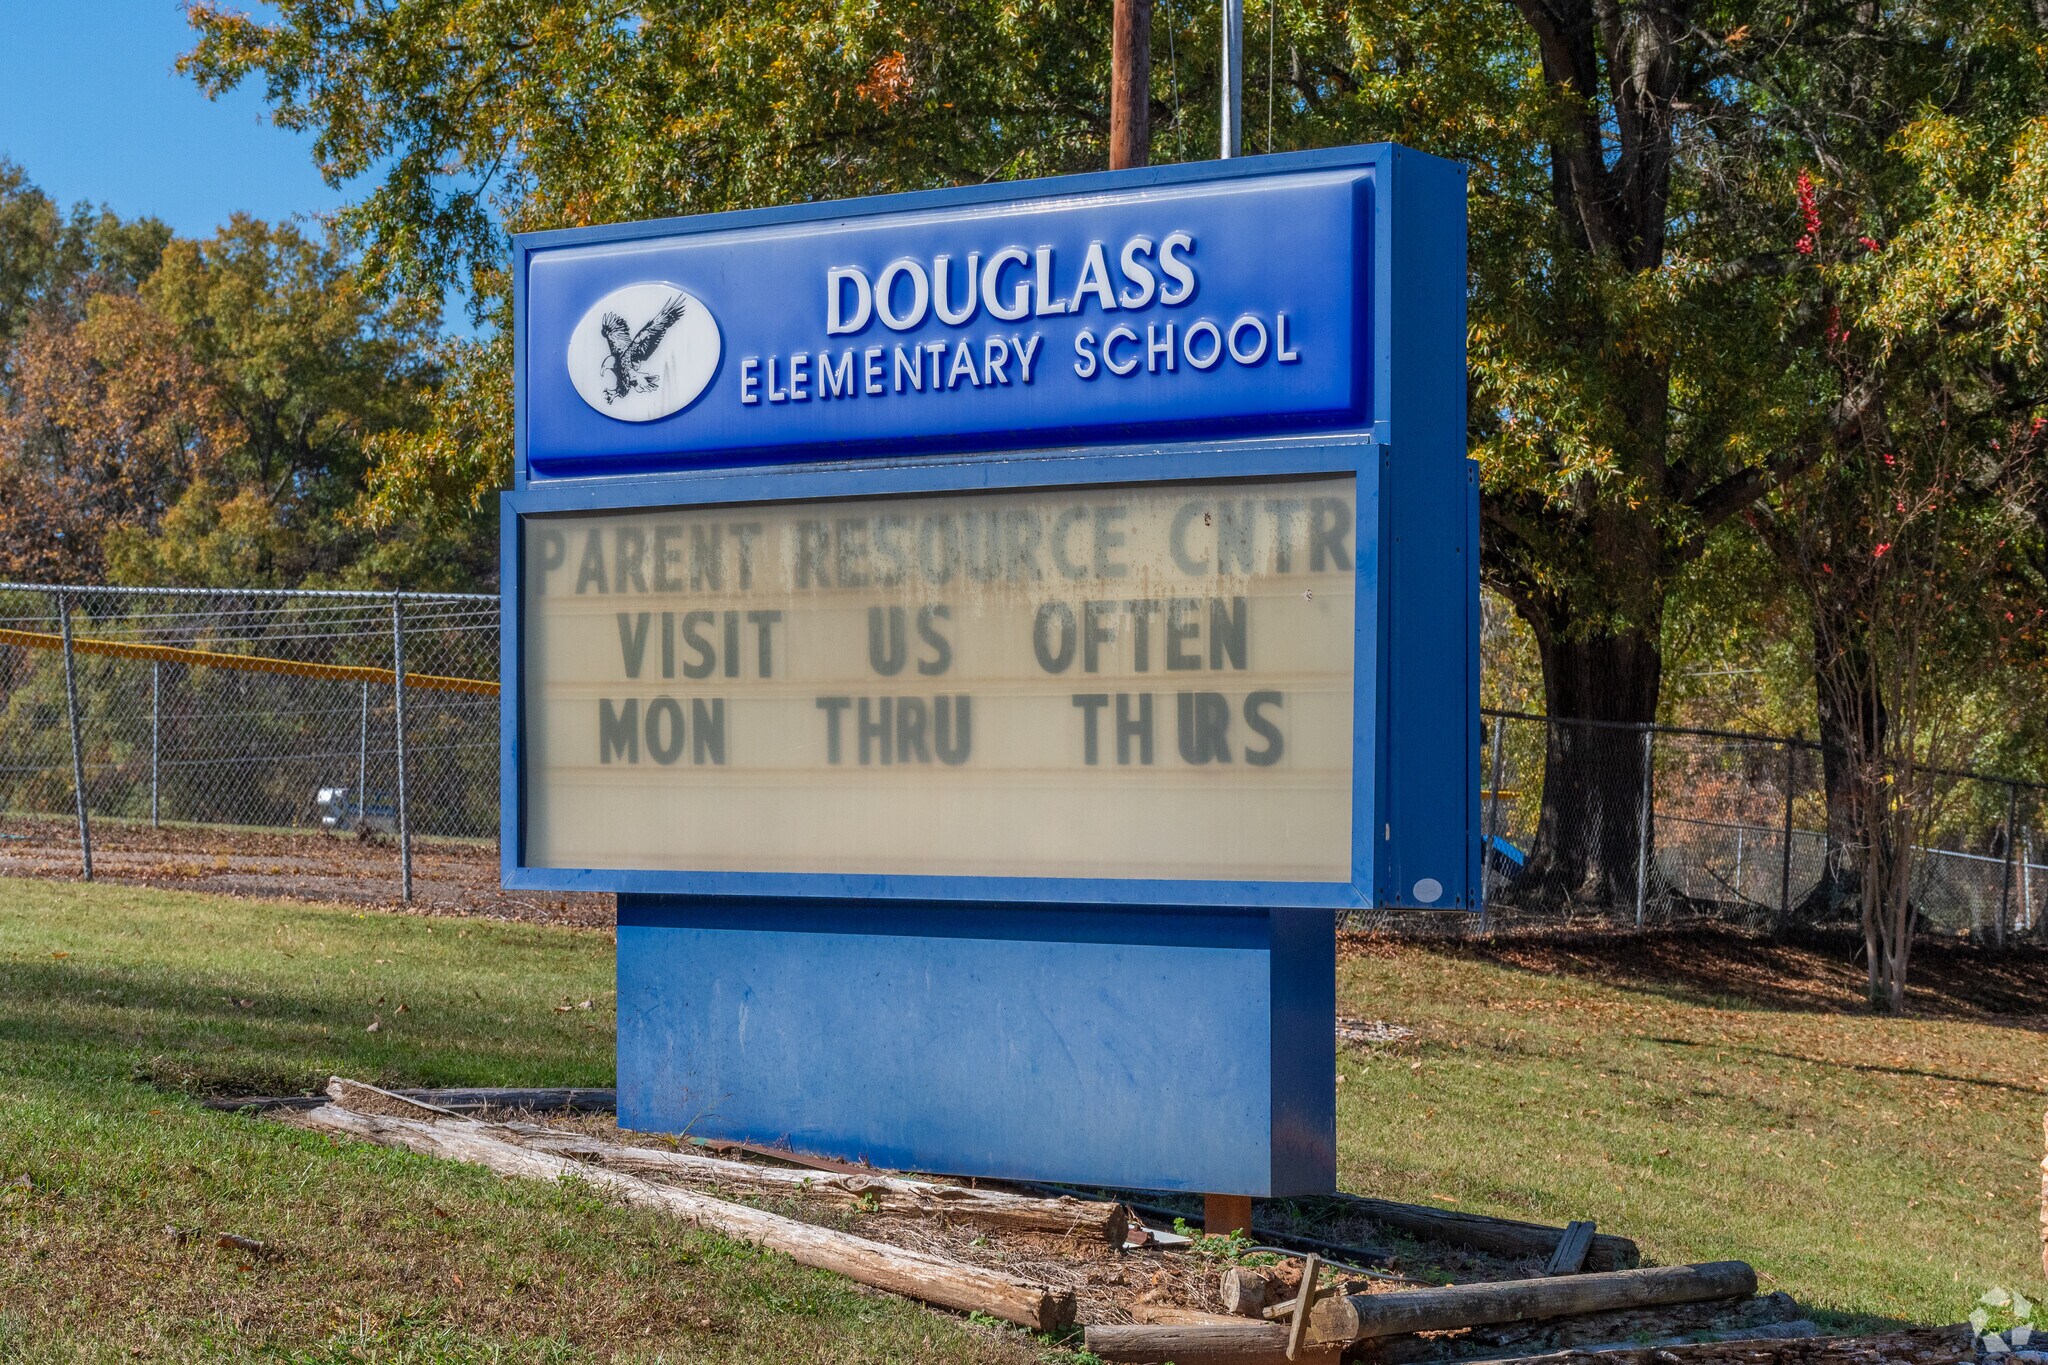 DOUGLASS
ELEMENTARY SCHOOL
PARENT RESOURCE CNTR
VISIT US OFTEN
MON THRU THURS